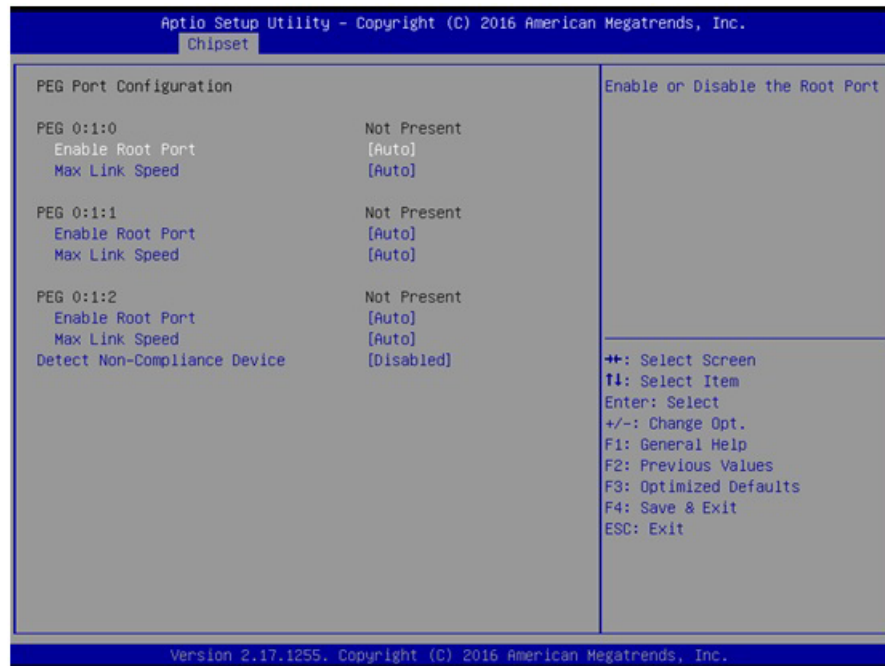 Aptio Setup Utility – Copyright (C) 2016 American Megatrends, Inc.
Chipset
PEG Port Configuration
PEG 0:1:0 Not Present
Enable Root Port [Auto]
Max Link Speed [Auto]
PEG 0:1:1 Not Present
Enable Root Port [Auto]
Max Link Speed [Auto]
PEG 0:1:2 Not Present
Enable Root Port [Auto]
Max Link Speed [Auto]
Detect Non-Compliance Device [Disabled]
Enable or Disable the Root Port
→←: Select Screen
↑↓: Select Item
Enter: Select
+/-: Change Opt.
F1: General Help
F2: Previous Values
F3: Optimized Defaults
F4: Save & Exit
ESC: Exit
Version 2.17.1255. Copyright (C) 2016 American Megatrends, Inc.